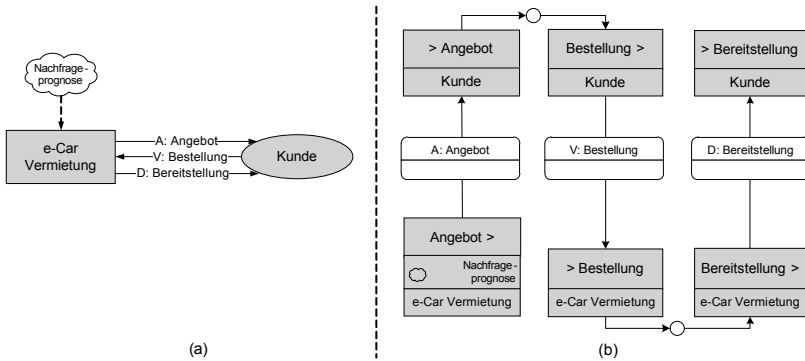 Nachfrage-
prognose
e-Car
Vermietung
A: Angebot
V: Bestellung
D: Bereitstellung
Kunde
(a)
> Angebot
Kunde
Bestellung >
Kunde
> Bereitstellung
Kunde
A: Angebot
V: Bestellung
D: Bereitstellung
Angebot >
Nachfrage-
prognose
e-Car Vermietung
> Bestellung
e-Car Vermietung
Bereitstellung >
e-Car Vermietung
(b)